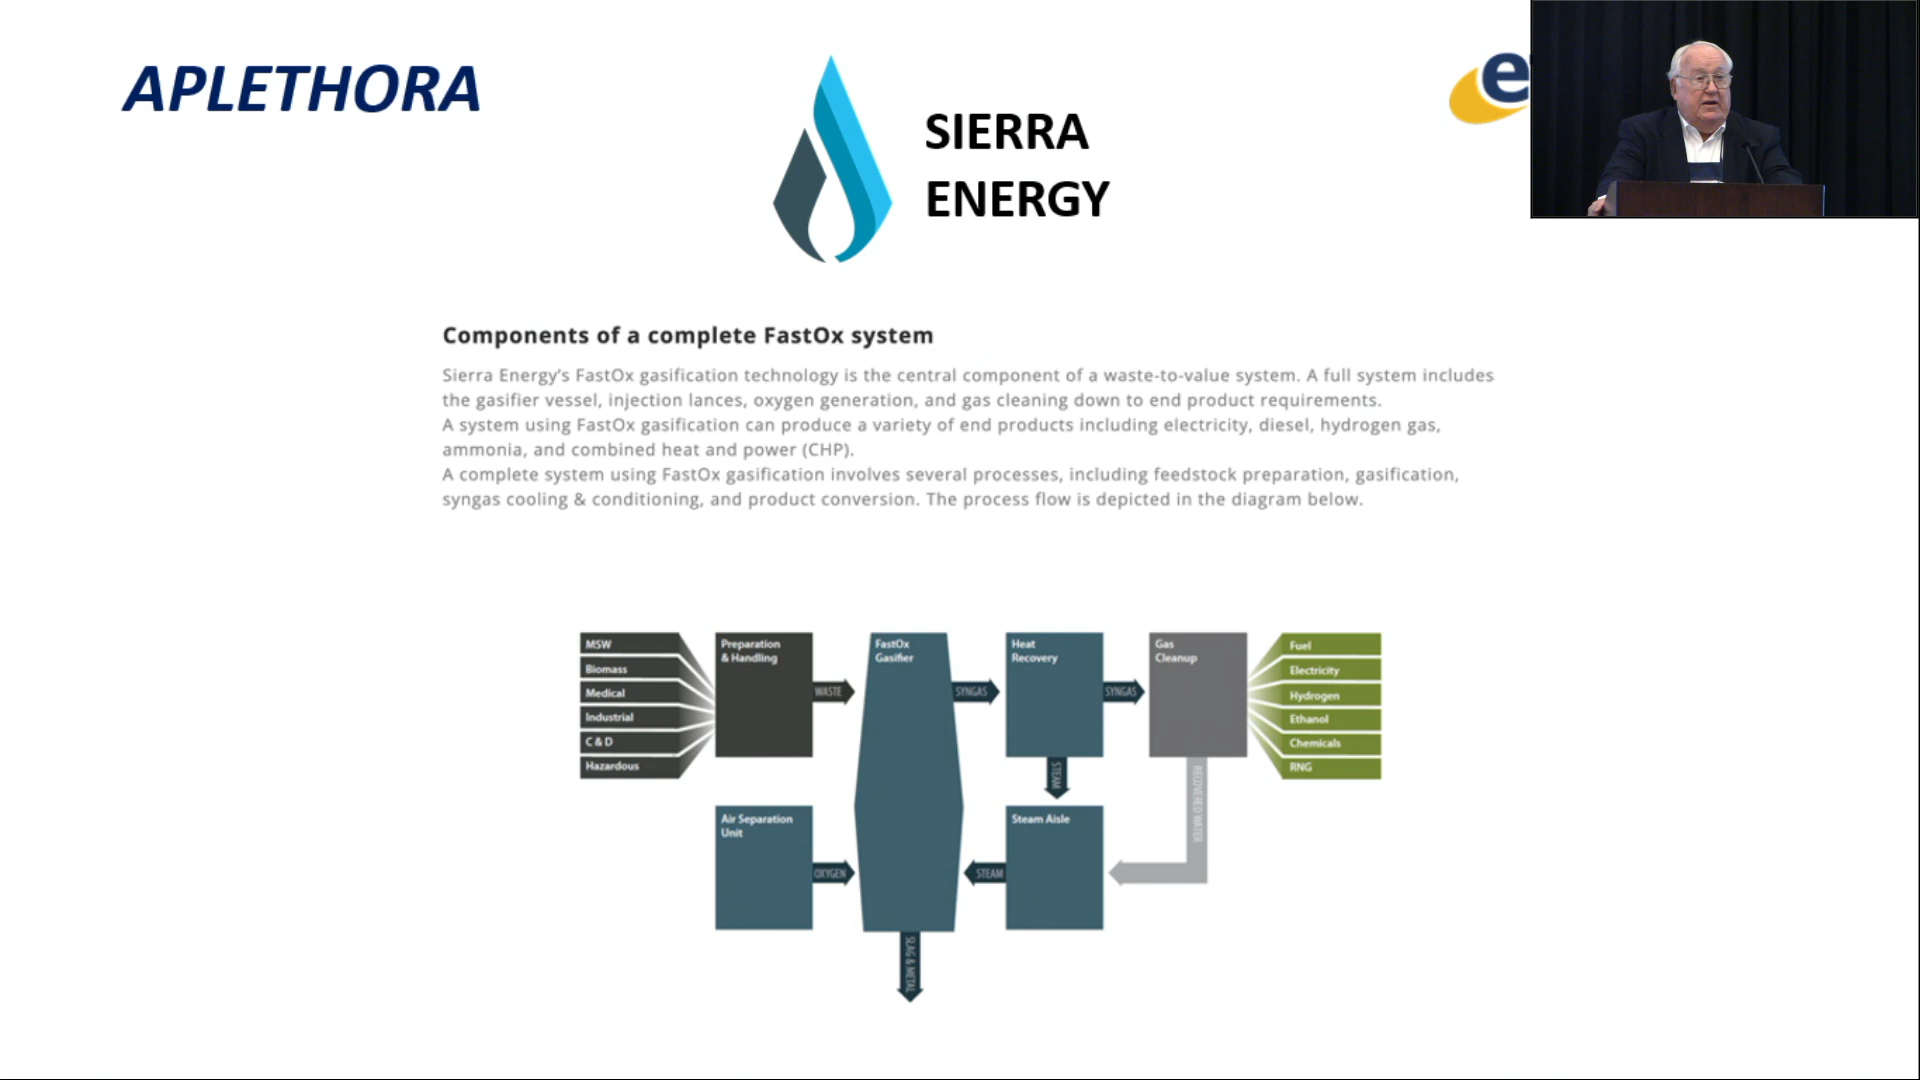 APLETHORA
SIERRA
ENERGY
e
Components of a complete FastOx system
Sierra Energy's FastOx gasification technology is the central component of a waste-to-value system. A full system includes
the gasifier vessel, injection lances, oxygen generation, and gas cleaning down to end product requirements.
A system using FastOx gasification can produce a variety of end products including electricity, diesel, hydrogen gas,
ammonia, and combined heat and power (CHP).
A complete system using FastOx gasification involves several processes, including feedstock preparation, gasification,
syngas cooling & conditioning, and product conversion. The process flow is depicted in the diagram below.
MSW
Biomass
Medical
Industrial
C & D
Hazardous
Preparation
& Handling
WASTE
FastOx
Gasifier
SYNGAS
Heat
Recovery
SYNGAS
Gas
Cleanup
Fuel
Electricity
Hydrogen
Ethanol
Chemicals
RNG
STEAM
RECOVERED WATER
Air Separation
Unit
OXYGEN
STEAM
Steam Aisle
SLAG & METAL